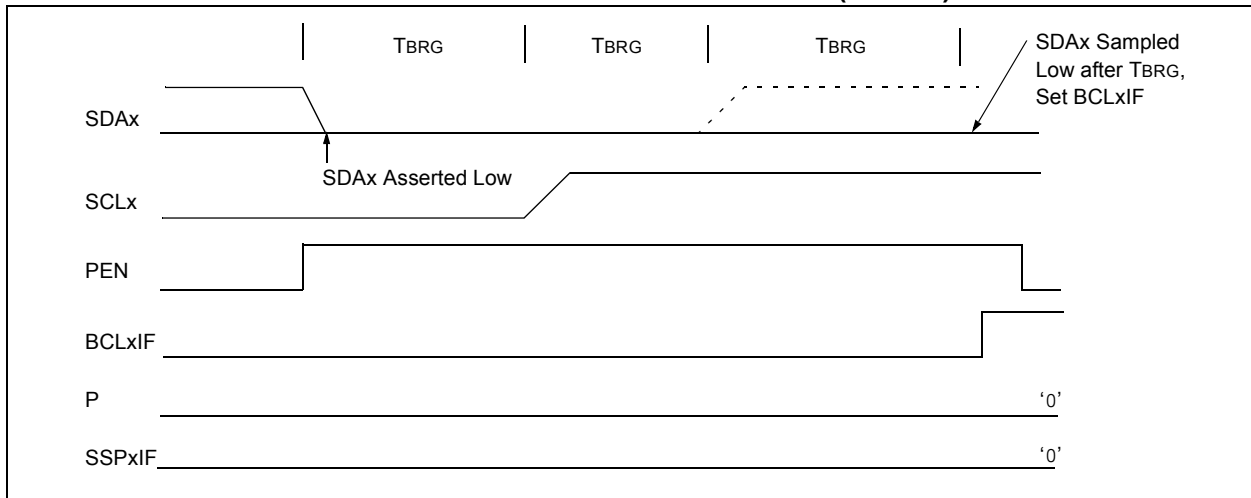 TBRG TBRG TBRG
SDAx Sampled
Low after TBRG,
Set BCLxIF
SDAx
SDAx Asserted Low
SCLx
PEN
BCLxIF
P ‘0’
SSPxIF ‘0’